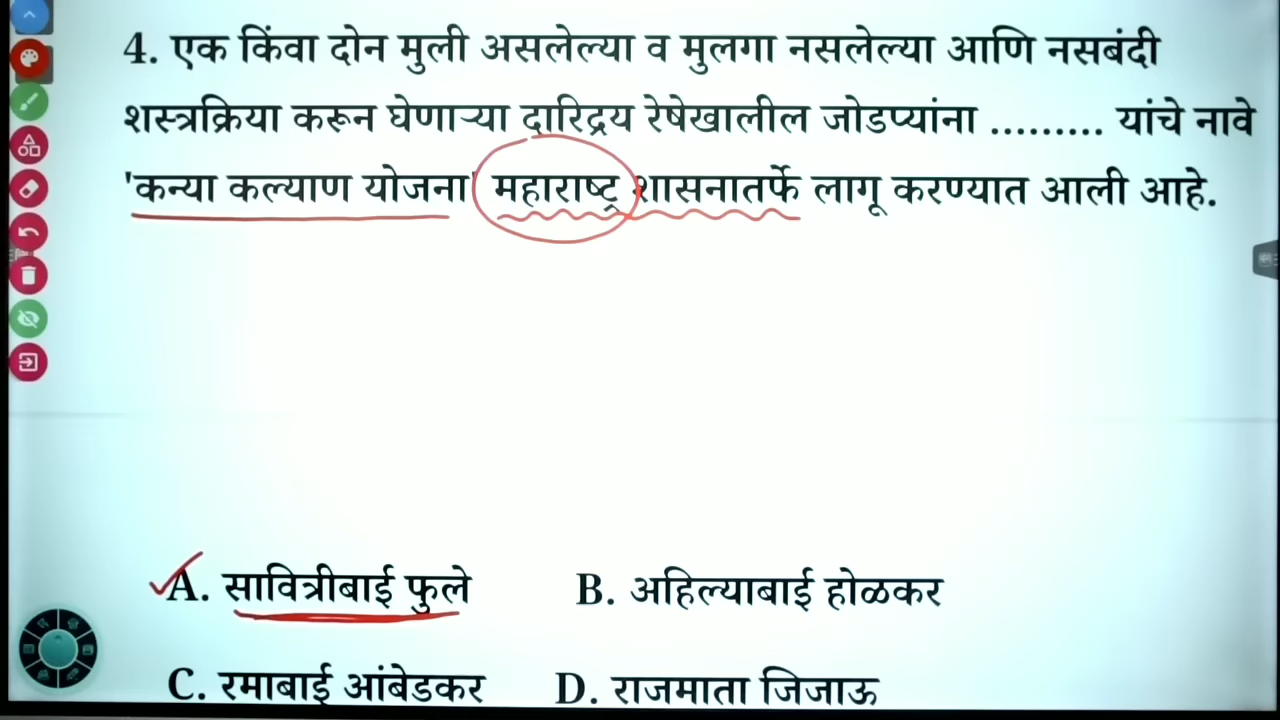 4. एक किंवा दोन मुली असलेल्या व मुलगा नसलेल्या आणि नसबंदी
शस्त्रक्रिया करून घेणाऱ्या दारिद्रय रेषेखालील जोडप्यांना ......... यांचे नावे
'कन्या कल्याण योजना' महाराष्ट्र शासनातर्फे लागू करण्यात आली आहे.
A. सावित्रीबाई फुले B. अहिल्याबाई होळकर
C. रमाबाई आंबेडकर D. राजमाता जिजाऊ